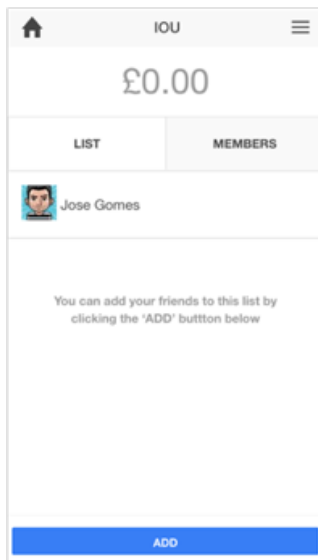 IOU
£0.00
LIST MEMBERS
Jose Gomes
You can add your friends to this list by
clicking the 'ADD' buttton below
ADD